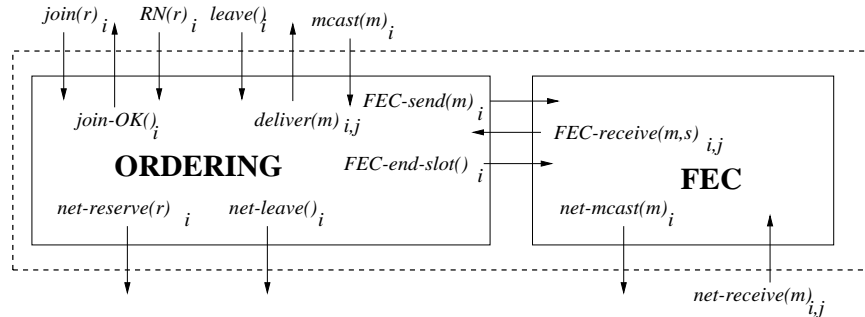 join(r)i RN(r)i leave()i mcast(m)i
FEC-send(m)i
join-OK()i deliver(m)i,j FEC-receive(m,s)i,j
ORDERING FEC-end-slot()i FEC
net-reserve(r)i net-leave()i net-mcast(m)i
net-receive(m)i,j